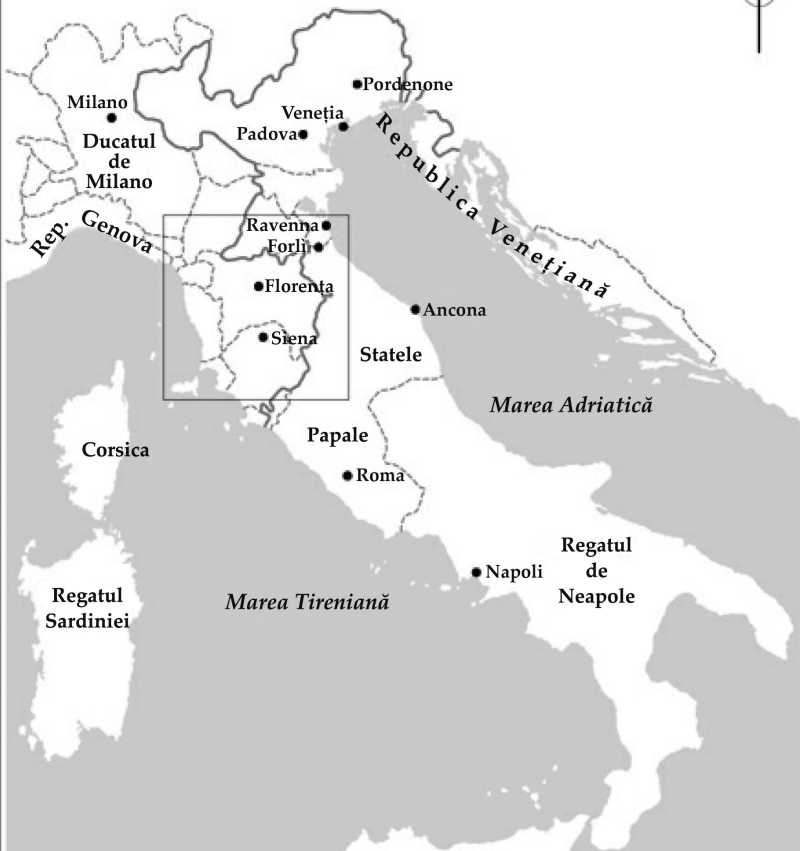 Pordenone
Milano
Veneția
Padova
Ducatul
de
Milano
Republica Venețiană
Rep. Genova
Ravenna
Forlì
Florența
Ancona
Siena
Statele
Marea Adriatică
Papale
Corsica
Roma
Regatul
de
Neapole
Napoli
Regatul
Sardiniei
Marea Tireniană